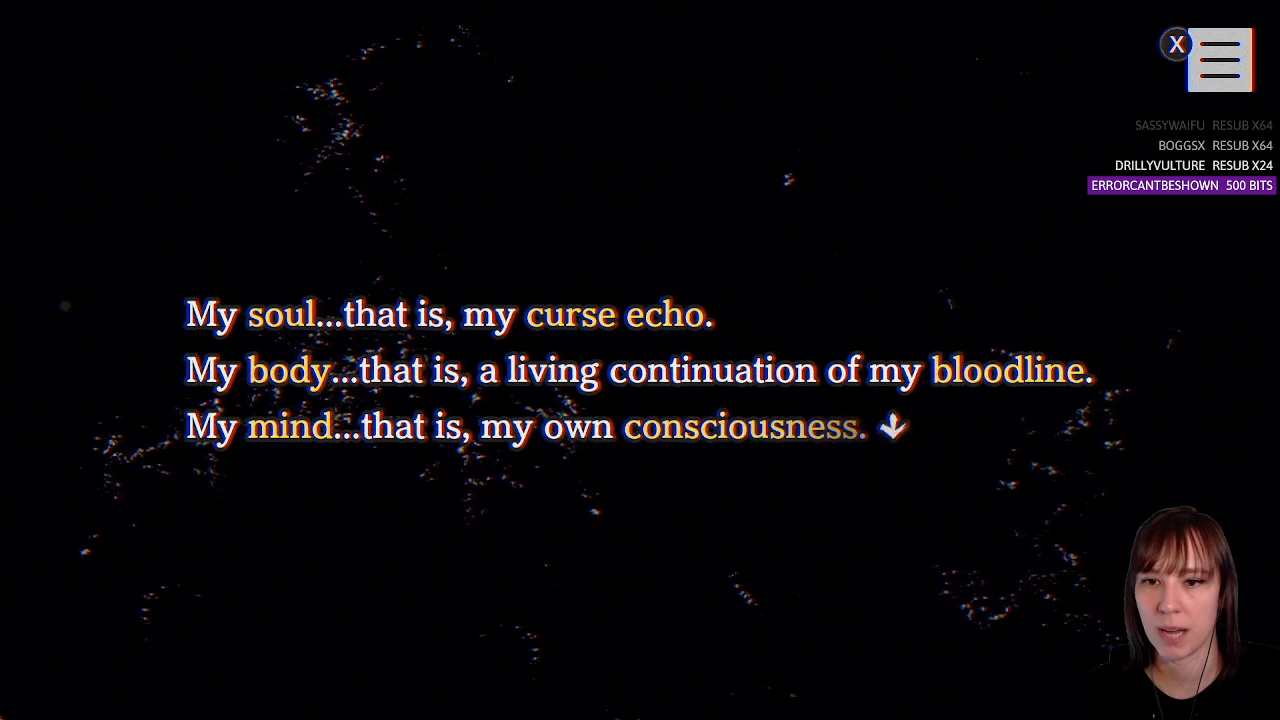 X
SASSYWAIFU RESUB X64
BOGGSX RESUB X64
DRILLYVULTURE RESUB X24
ERRORCANTBESHOWN 500 BITS
My soul...that is, my curse echo.
My body...that is, a living continuation of my bloodline.
My mind...that is, my own consciousness.